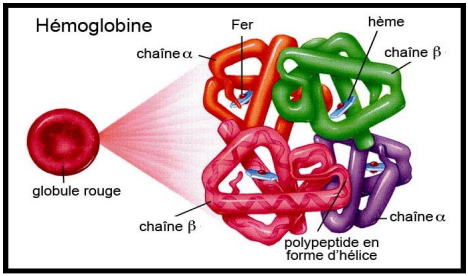 Hémoglobine
Fer
hème
chaîne α
chaîne β
globule rouge
chaîne β
chaîne α
polypeptide en
forme d'hélice